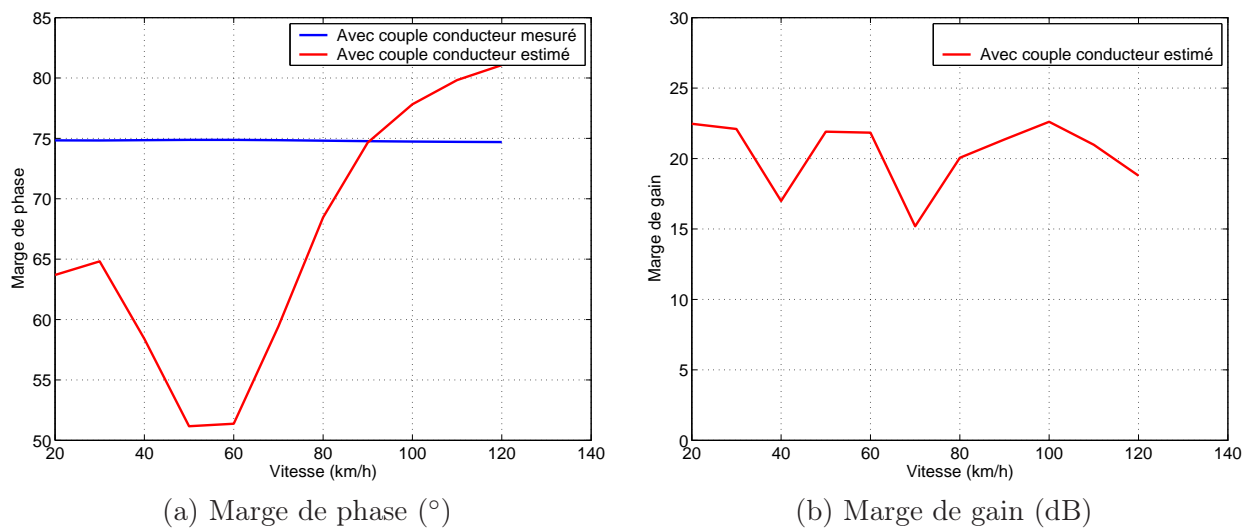 85
80
75
70
65
60
55
50
Marge de phase
Avec couple conducteur mesuré
Avec couple conducteur estimé
20 40 60 80 100 120 140
Vitesse (km/h)
(a) Marge de phase (°)
30
25
20
15
10
5
0
Marge de gain
Avec couple conducteur estimé
20 40 60 80 100 120 140
Vitesse (km/h)
(b) Marge de gain (dB)